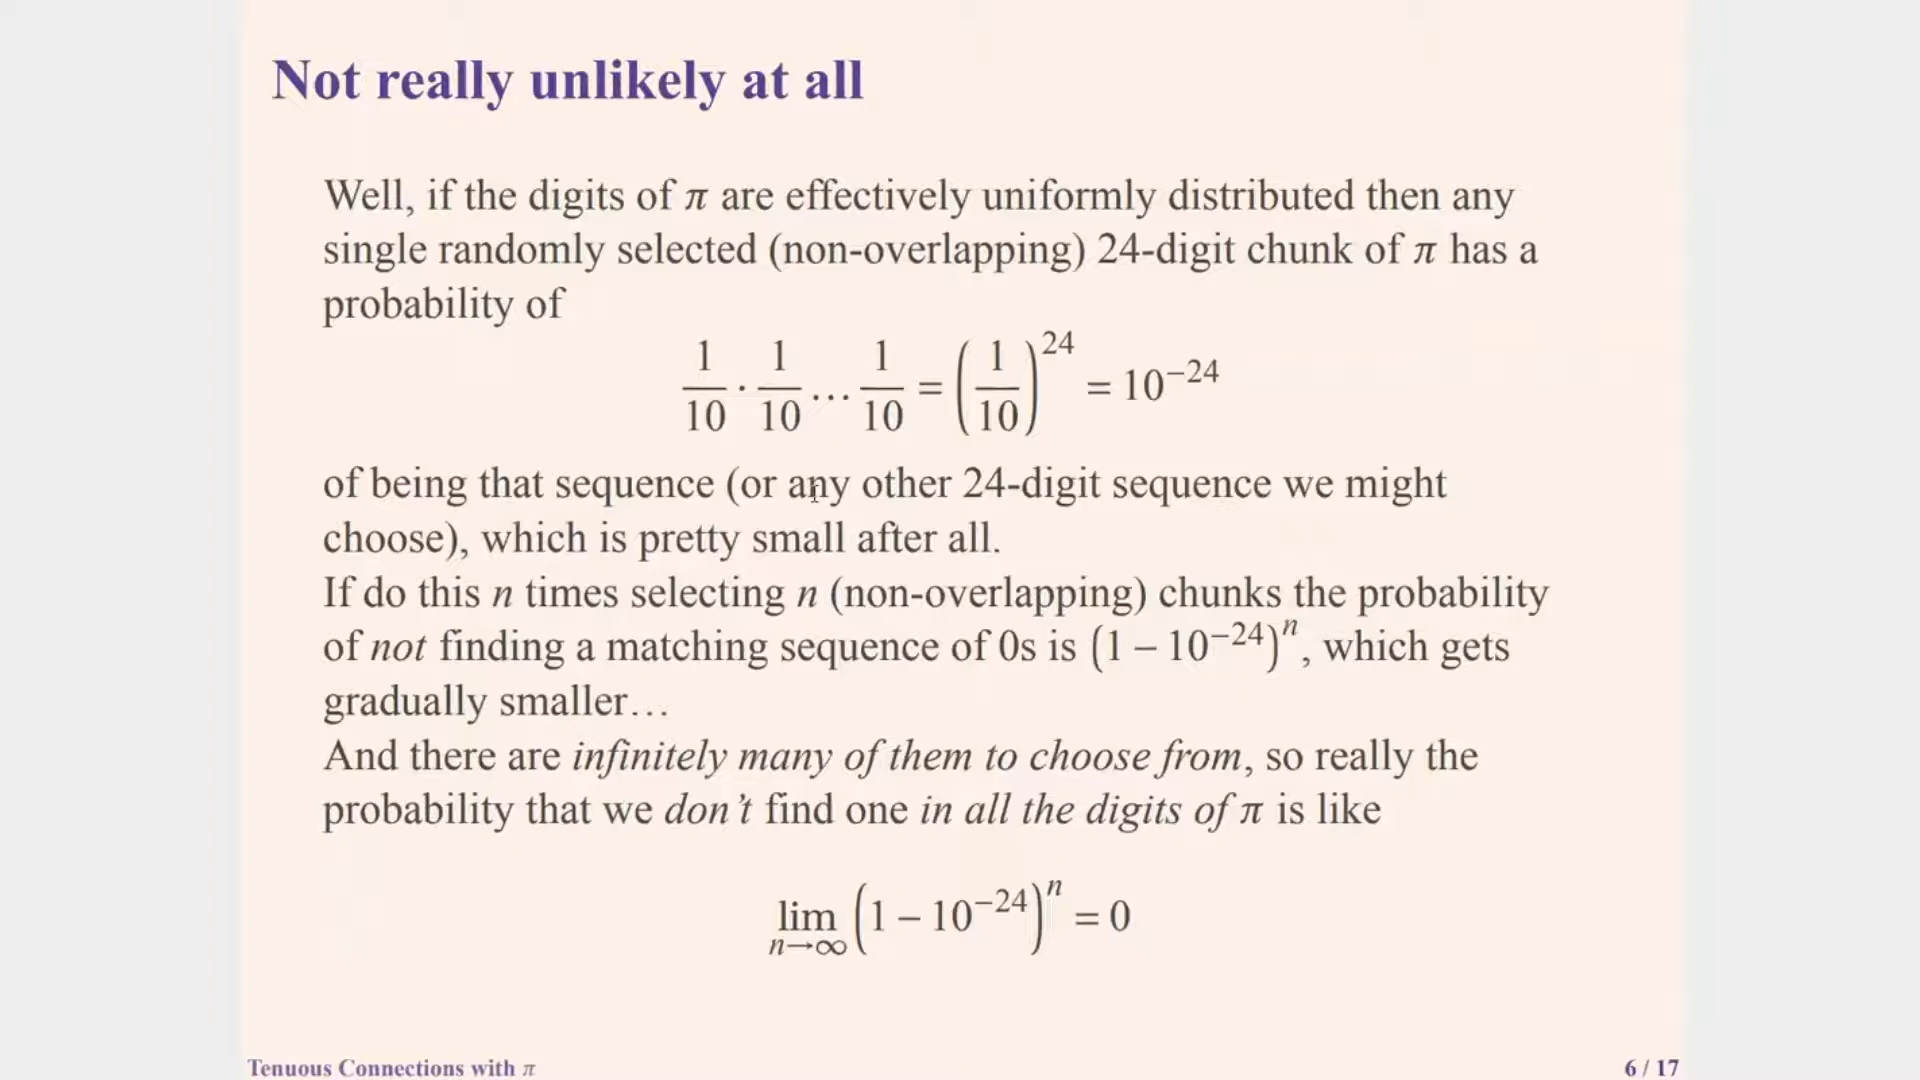 Not really unlikely at all
Well, if the digits of π are effectively uniformly distributed then any
single randomly selected (non-overlapping) 24-digit chunk of π has a
probability of
1/10 · 1/10 … 1/10 = (1/10)^24 = 10^−24
of being that sequence (or any other 24-digit sequence we might
choose), which is pretty small after all.
If do this n times selecting n (non-overlapping) chunks the probability
of not finding a matching sequence of 0s is (1 − 10^−24)^n, which gets
gradually smaller…
And there are infinitely many of them to choose from, so really the
probability that we don’t find one in all the digits of π is like
lim n→∞ (1 − 10^−24)^n = 0
Tenuous Connections with π
6 / 17